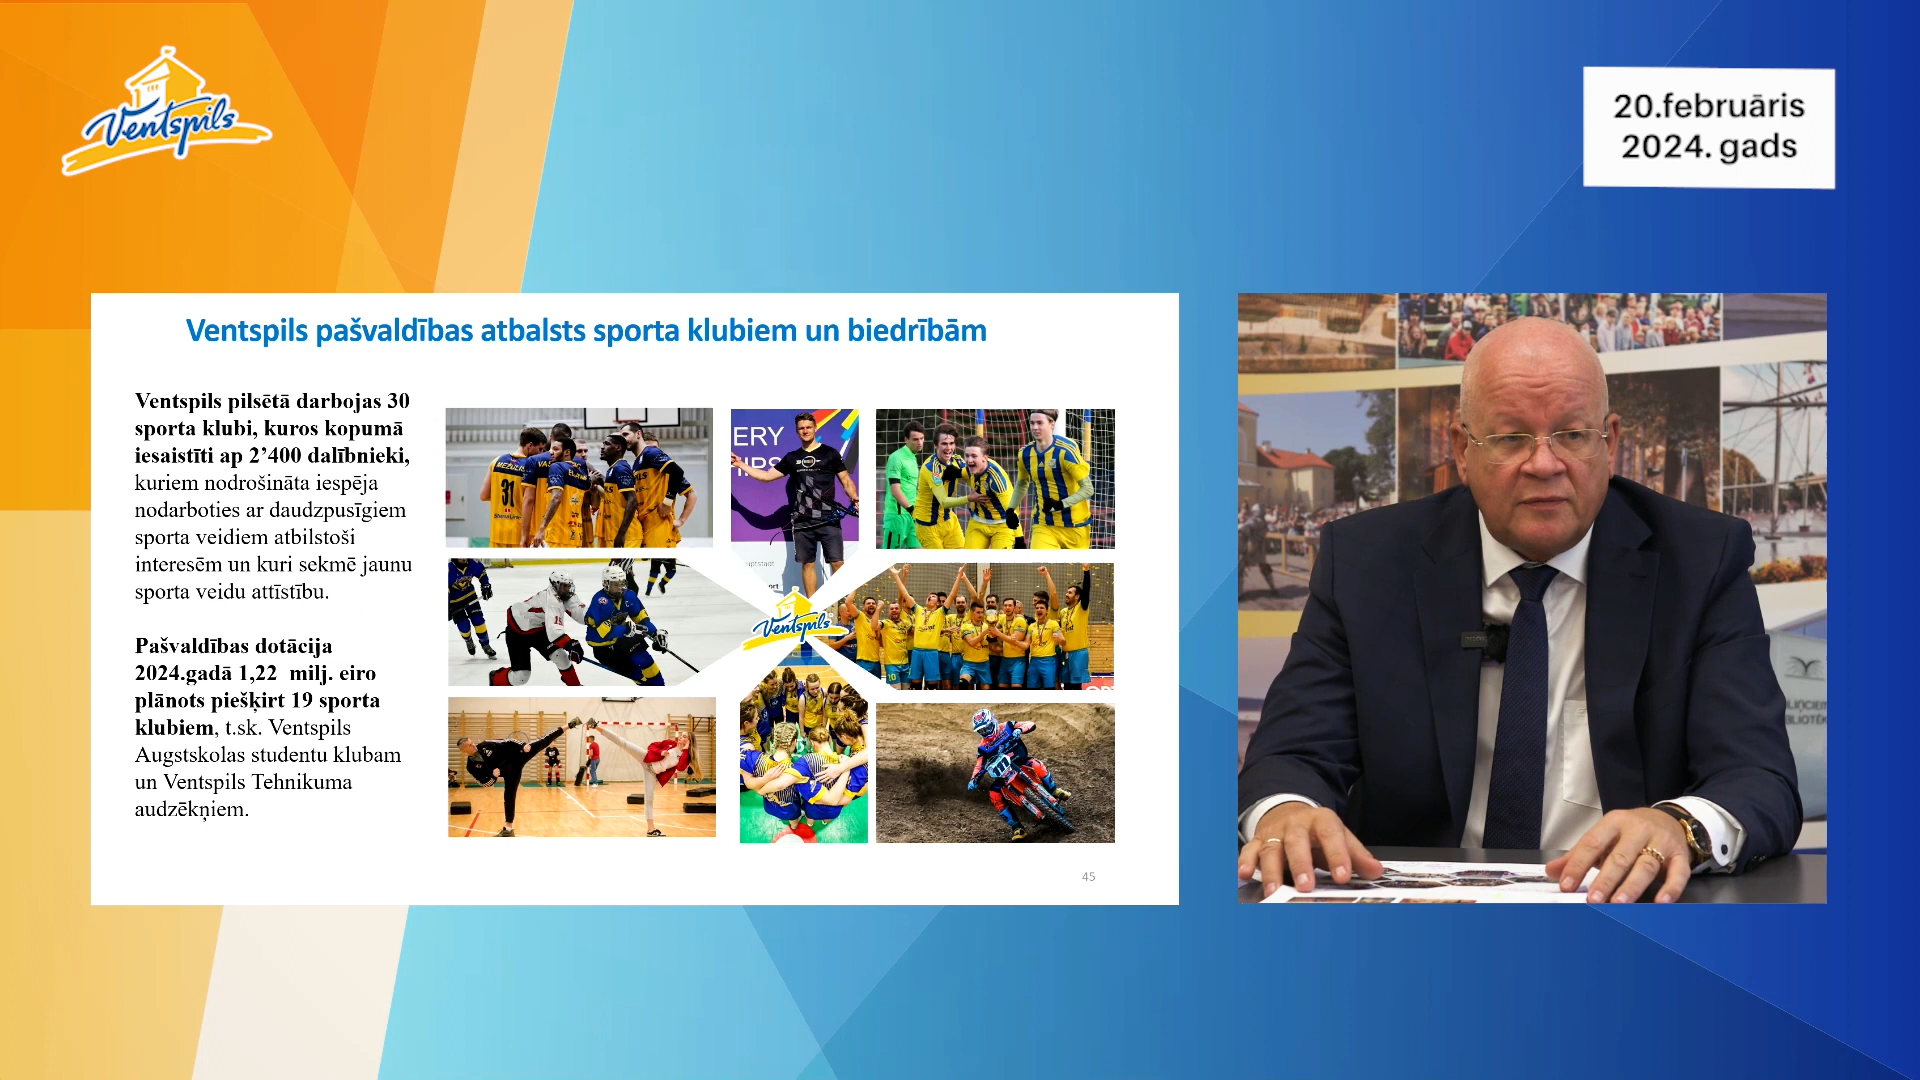 Ventspils
20.februāris
2024. gads
Ventspils pašvaldības atbalsts sporta klubiem un biedrībām
Ventspils pilsētā darbojas 30
sporta klubi, kuros kopumā
iesaistīti ap 2’400 dalībnieki,
kuriem nodrošināta iespēja
nodarboties ar daudzpusīgiem
sporta veidiem atbilstoši
interesēm un kuri sekmē jaunu
sporta veidu attīstību.
Pašvaldības dotācija
2024.gadā 1,22 milj. eiro
plānots piešķirt 19 sporta
klubiem, t.sk. Ventspils
Augstskolas studentu klubam
un Ventspils Tehnikuma
audzēkņiem.
31
ERY
Ventspils
10
111
45